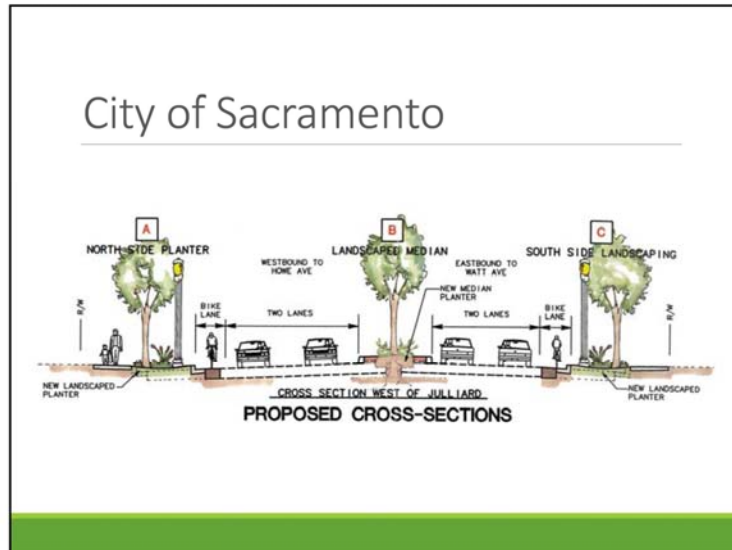 City of Sacramento
A
B
C
NORTH SIDE PLANTER
LANDSCAPED MEDIAN
SOUTH SIDE LANDSCAPING
WESTBOUND TO
HOWE AVE
EASTBOUND TO
WATT AVE
NEW MEDIAN
PLANTER
R/W
BIKE
LANE
TWO LANES
TWO LANES
BIKE
LANE
R/W
NEW LANDSCAPED
PLANTER
NEW LANDSCAPED
PLANTER
CROSS SECTION WEST OF JULLIARD
PROPOSED CROSS-SECTIONS